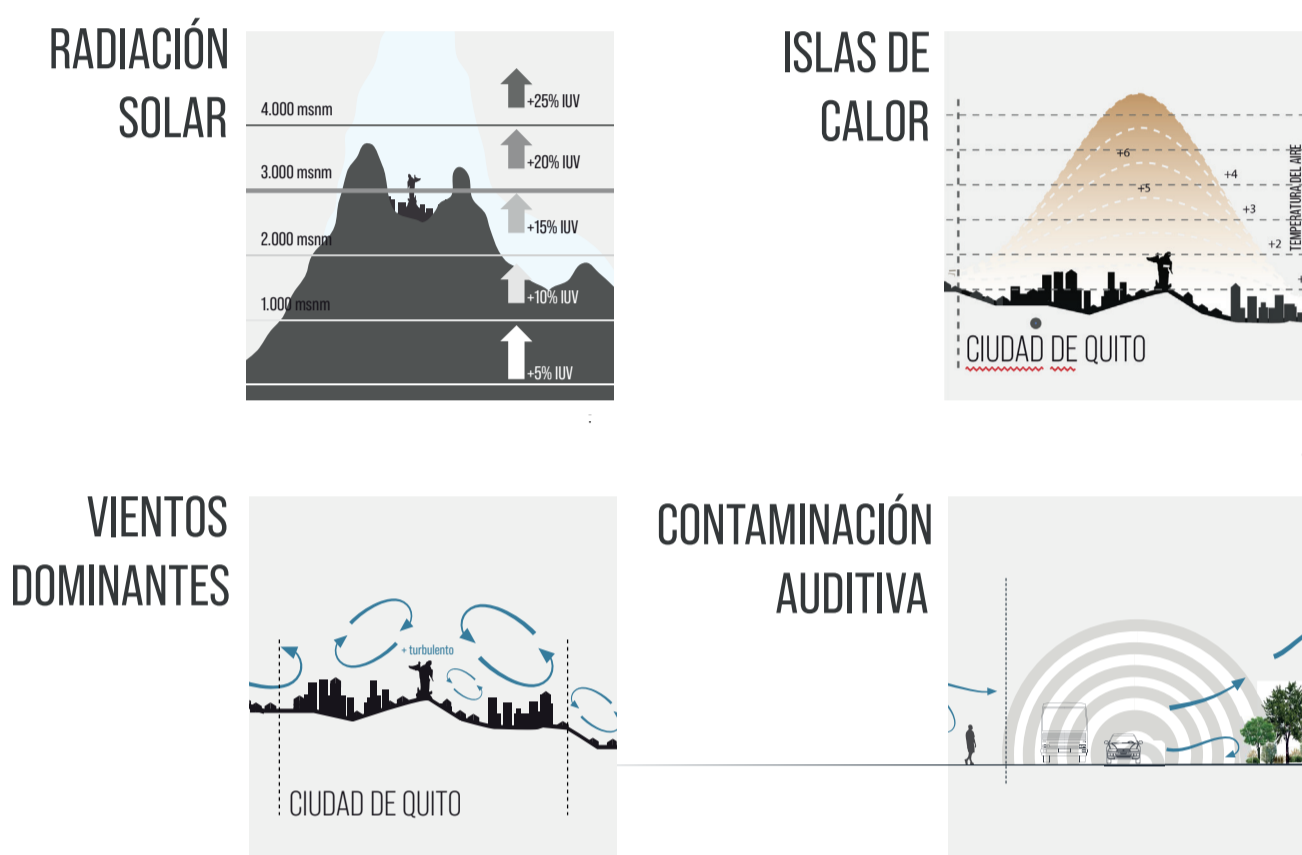 RADIACIÓN
SOLAR
4.000 msnm
3.000 msnm
2.000 msnm
1.000 msnm
+25% IUV
+20% IUV
+15% IUV
+10% IUV
+5% IUV
ISLAS DE
CALOR
+6
+5
+4
+3
+2
TEMPERATURA DEL AIRE
CIUDAD DE QUITO
VIENTOS
DOMINANTES
+ turbulento
CIUDAD DE QUITO
CONTAMINACIÓN
AUDITIVA